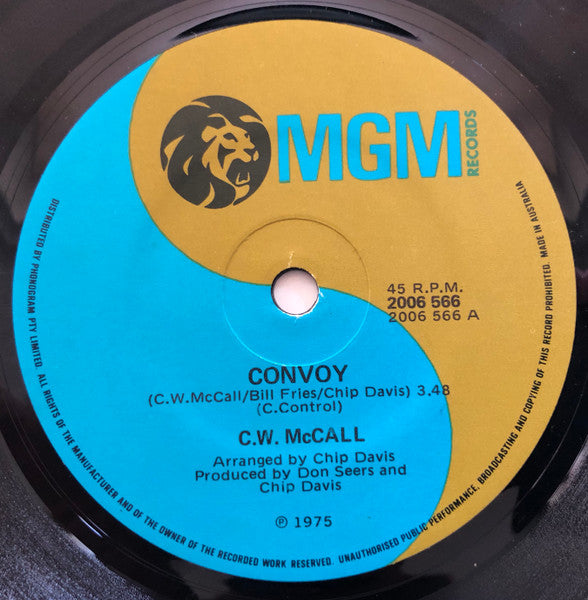 MGM
RECORDS
45 R.P.M.
2006 566
2006 566 A
CONVOY
(C.W.McCall/Bill Fries/Chip Davis) 3.48
(C.Control)
C.W. McCALL
Arranged by Chip Davis
Produced by Don Seers and
Chip Davis
℗ 1975
DISTRIBUTED BY PHONOGRAM PTY LIMITED. ALL RIGHTS OF THE MANUFACTURER AND OF THE OWNER OF THE RECORDED WORK RESERVED. UNAUTHORISED PUBLIC PERFORMANCE, BROADCASTING AND COPYING OF THIS RECORD PROHIBITED. MADE IN AUSTRALIA